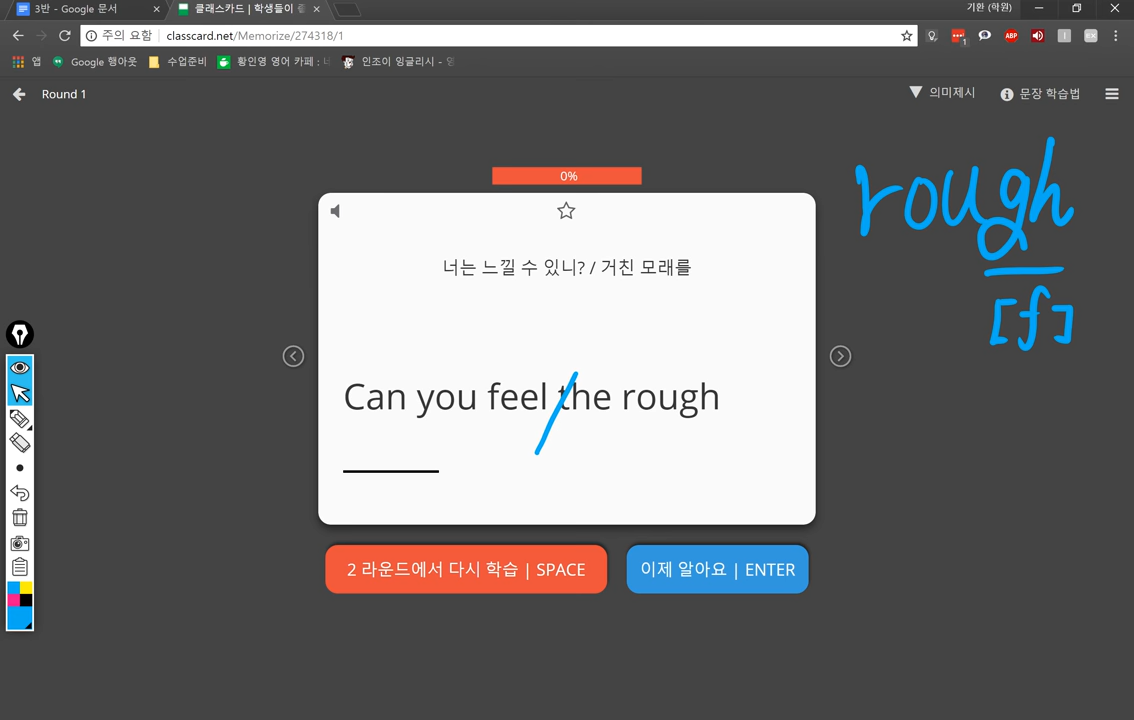 3반 - Google 문서
클래스카드 | 학생들이 좋
기환 (학원)
주의 요함
classcard.net/Memorize/274318/1
ABP
1
앱
Google 행아웃
수업준비
황인영 영어 카페 : 네
인조이 잉글리시 - 영
Round 1
의미제시
문장 학습법
0%
너는 느낄 수 있니? / 거친 모래를
Can you feel the rough
rough
[f]
2 라운드에서 다시 학습 | SPACE
이제 알아요 | ENTER